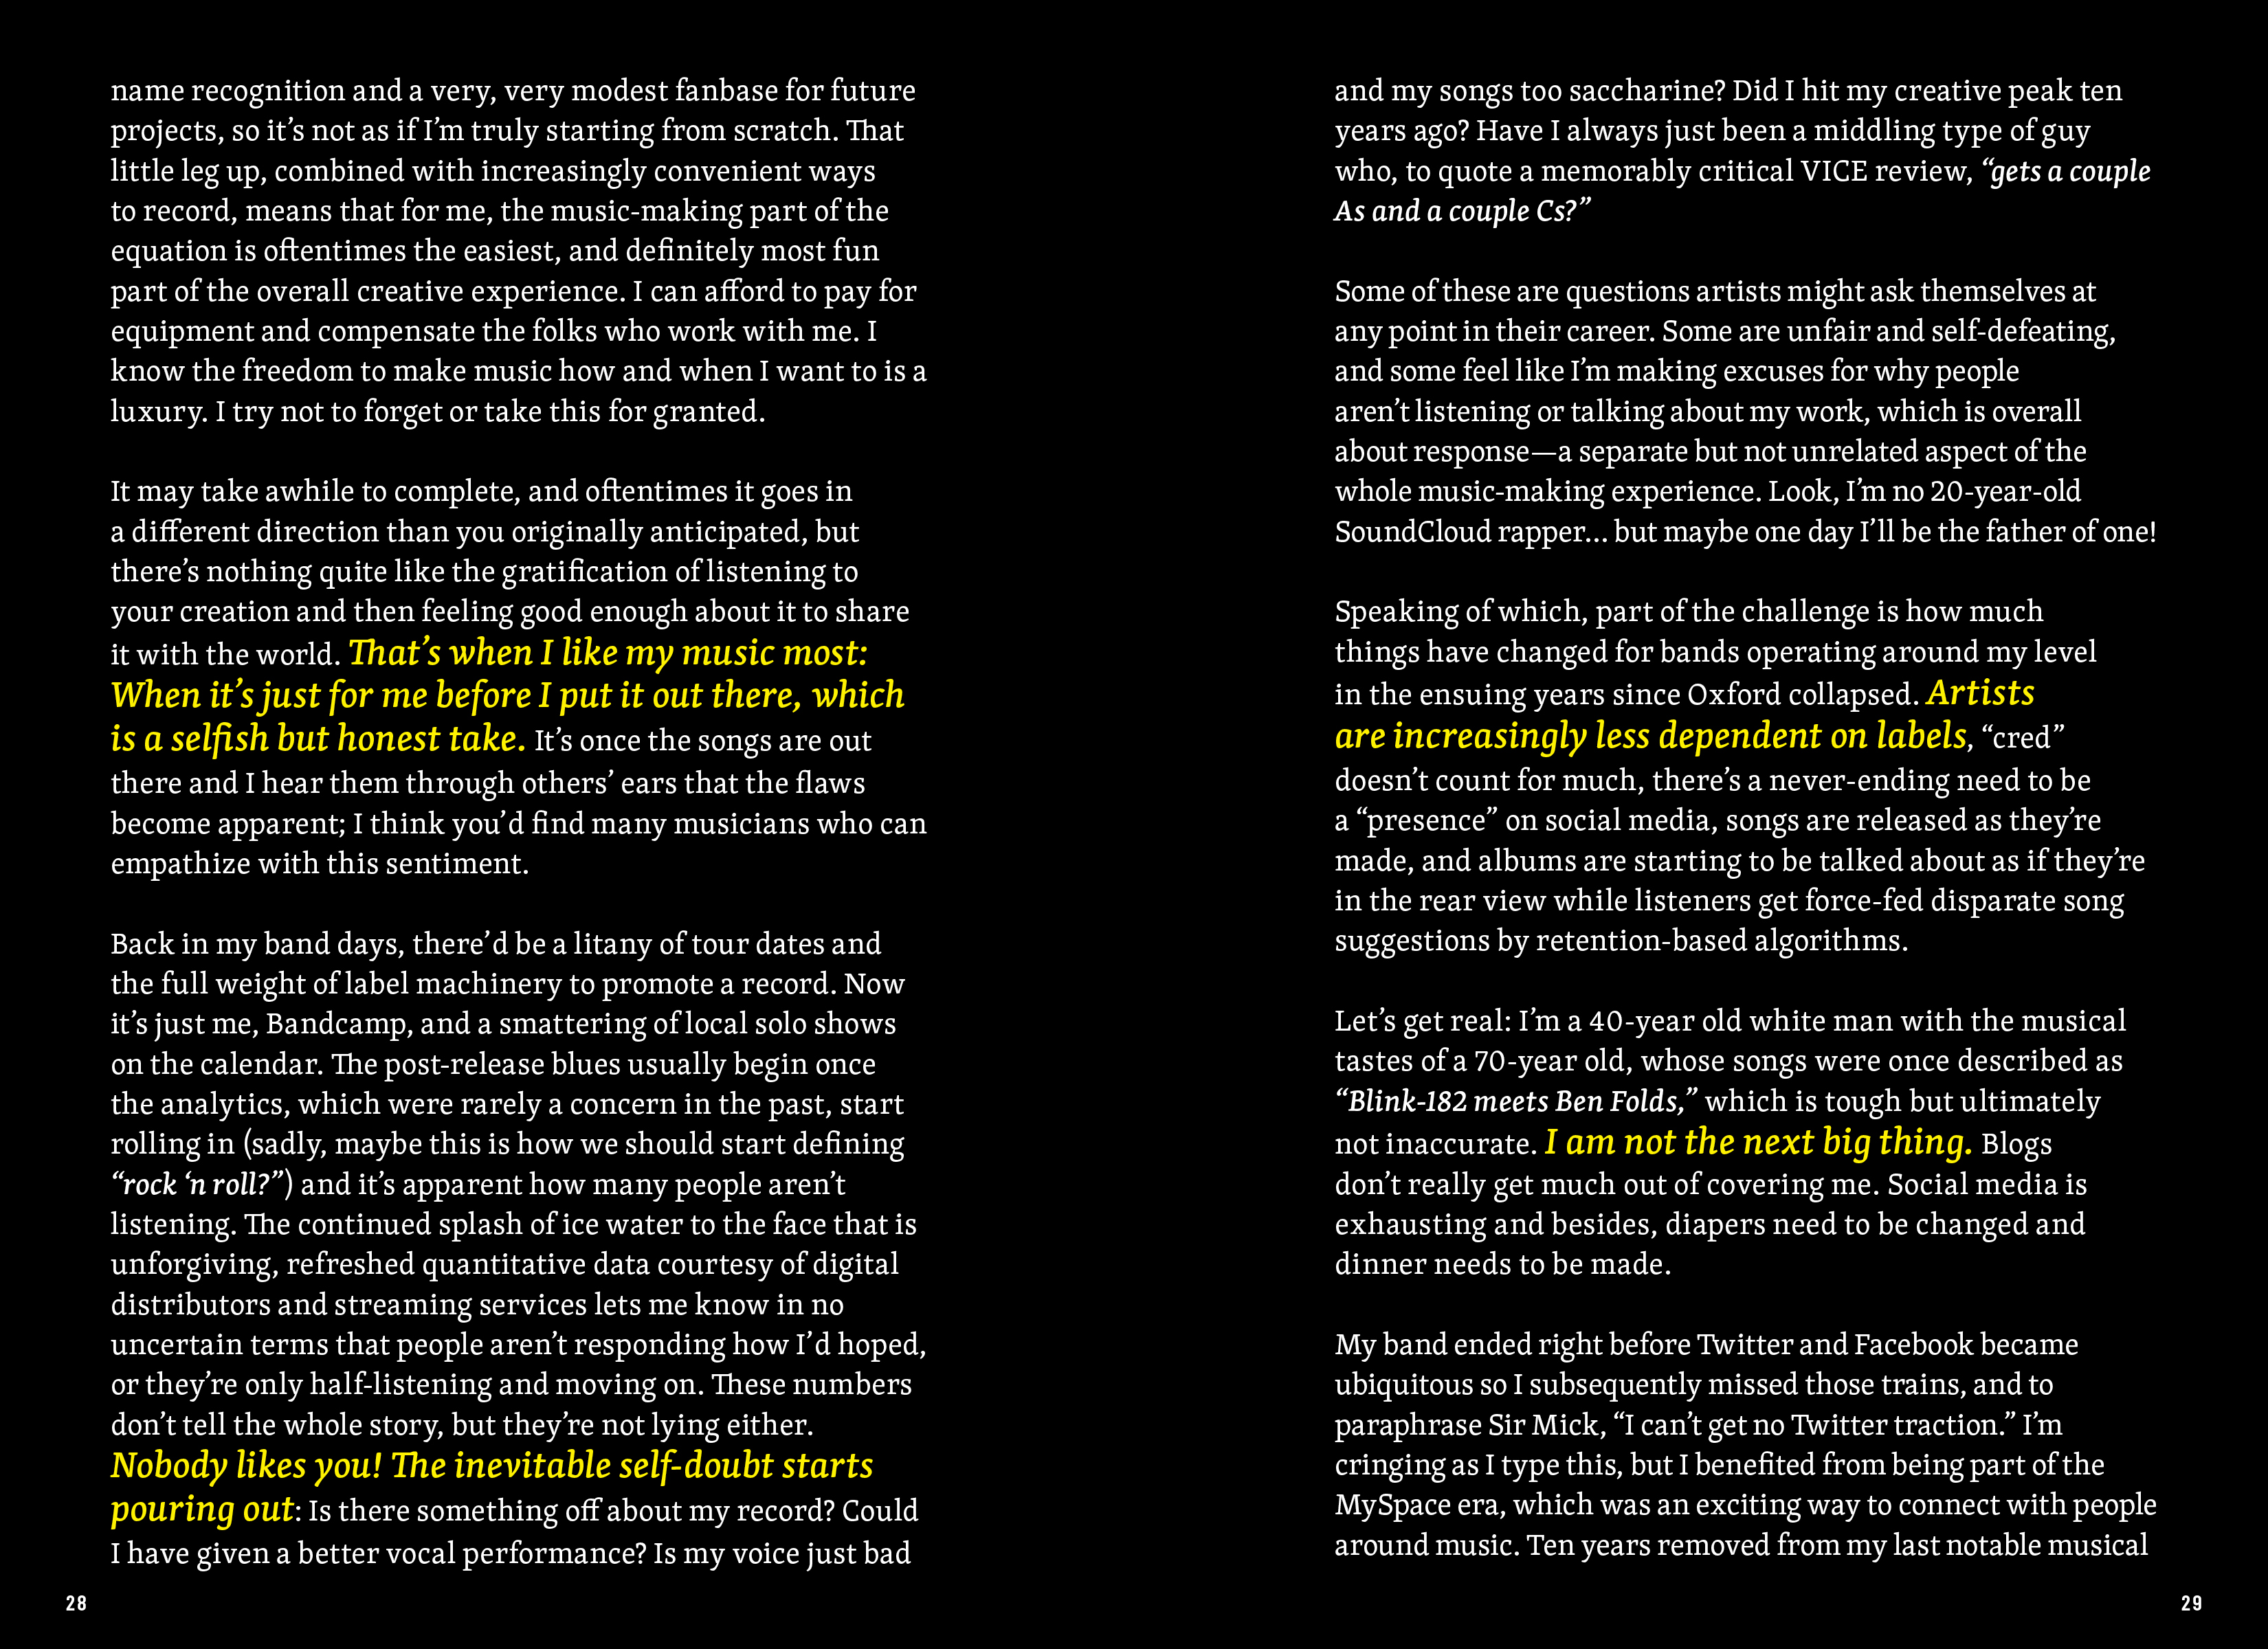 name recognition and a very, very modest fanbase for future
projects, so it’s not as if I’m truly starting from scratch. That
little leg up, combined with increasingly convenient ways
to record, means that for me, the music-making part of the
equation is oftentimes the easiest, and definitely most fun
part of the overall creative experience. I can afford to pay for
equipment and compensate the folks who work with me. I
know the freedom to make music how and when I want to is a
luxury. I try not to forget or take this for granted.
It may take awhile to complete, and oftentimes it goes in
a different direction than you originally anticipated, but
there’s nothing quite like the gratification of listening to
your creation and then feeling good enough about it to share
it with the world. That’s when I like my music most:
When it’s just for me before I put it out there, which
is a selfish but honest take. It’s once the songs are out
there and I hear them through others’ ears that the flaws
become apparent; I think you’d find many musicians who can
empathize with this sentiment.
Back in my band days, there’d be a litany of tour dates and
the full weight of label machinery to promote a record. Now
it’s just me, Bandcamp, and a smattering of local solo shows
on the calendar. The post-release blues usually begin once
the analytics, which were rarely a concern in the past, start
rolling in (sadly, maybe this is how we should start defining
“rock ‘n roll?”) and it’s apparent how many people aren’t
listening. The continued splash of ice water to the face that is
unforgiving, refreshed quantitative data courtesy of digital
distributors and streaming services lets me know in no
uncertain terms that people aren’t responding how I’d hoped,
or they’re only half-listening and moving on. These numbers
don’t tell the whole story, but they’re not lying either.
Nobody likes you! The inevitable self-doubt starts
pouring out: Is there something off about my record? Could
I have given a better vocal performance? Is my voice just bad
28
and my songs too saccharine? Did I hit my creative peak ten
years ago? Have I always just been a middling type of guy
who, to quote a memorably critical VICE review, “gets a couple
As and a couple Cs?”
Some of these are questions artists might ask themselves at
any point in their career. Some are unfair and self-defeating,
and some feel like I’m making excuses for why people
aren’t listening or talking about my work, which is overall
about response—a separate but not unrelated aspect of the
whole music-making experience. Look, I’m no 20-year-old
SoundCloud rapper... but maybe one day I’ll be the father of one!
Speaking of which, part of the challenge is how much
things have changed for bands operating around my level
in the ensuing years since Oxford collapsed. Artists
are increasingly less dependent on labels, “cred”
doesn’t count for much, there’s a never-ending need to be
a “presence” on social media, songs are released as they’re
made, and albums are starting to be talked about as if they’re
in the rear view while listeners get force-fed disparate song
suggestions by retention-based algorithms.
Let’s get real: I’m a 40-year old white man with the musical
tastes of a 70-year old, whose songs were once described as
“Blink-182 meets Ben Folds,” which is tough but ultimately
not inaccurate. I am not the next big thing. Blogs
don’t really get much out of covering me. Social media is
exhausting and besides, diapers need to be changed and
dinner needs to be made.
My band ended right before Twitter and Facebook became
ubiquitous so I subsequently missed those trains, and to
paraphrase Sir Mick, “I can’t get no Twitter traction.” I’m
cringing as I type this, but I benefited from being part of the
MySpace era, which was an exciting way to connect with people
around music. Ten years removed from my last notable musical
29